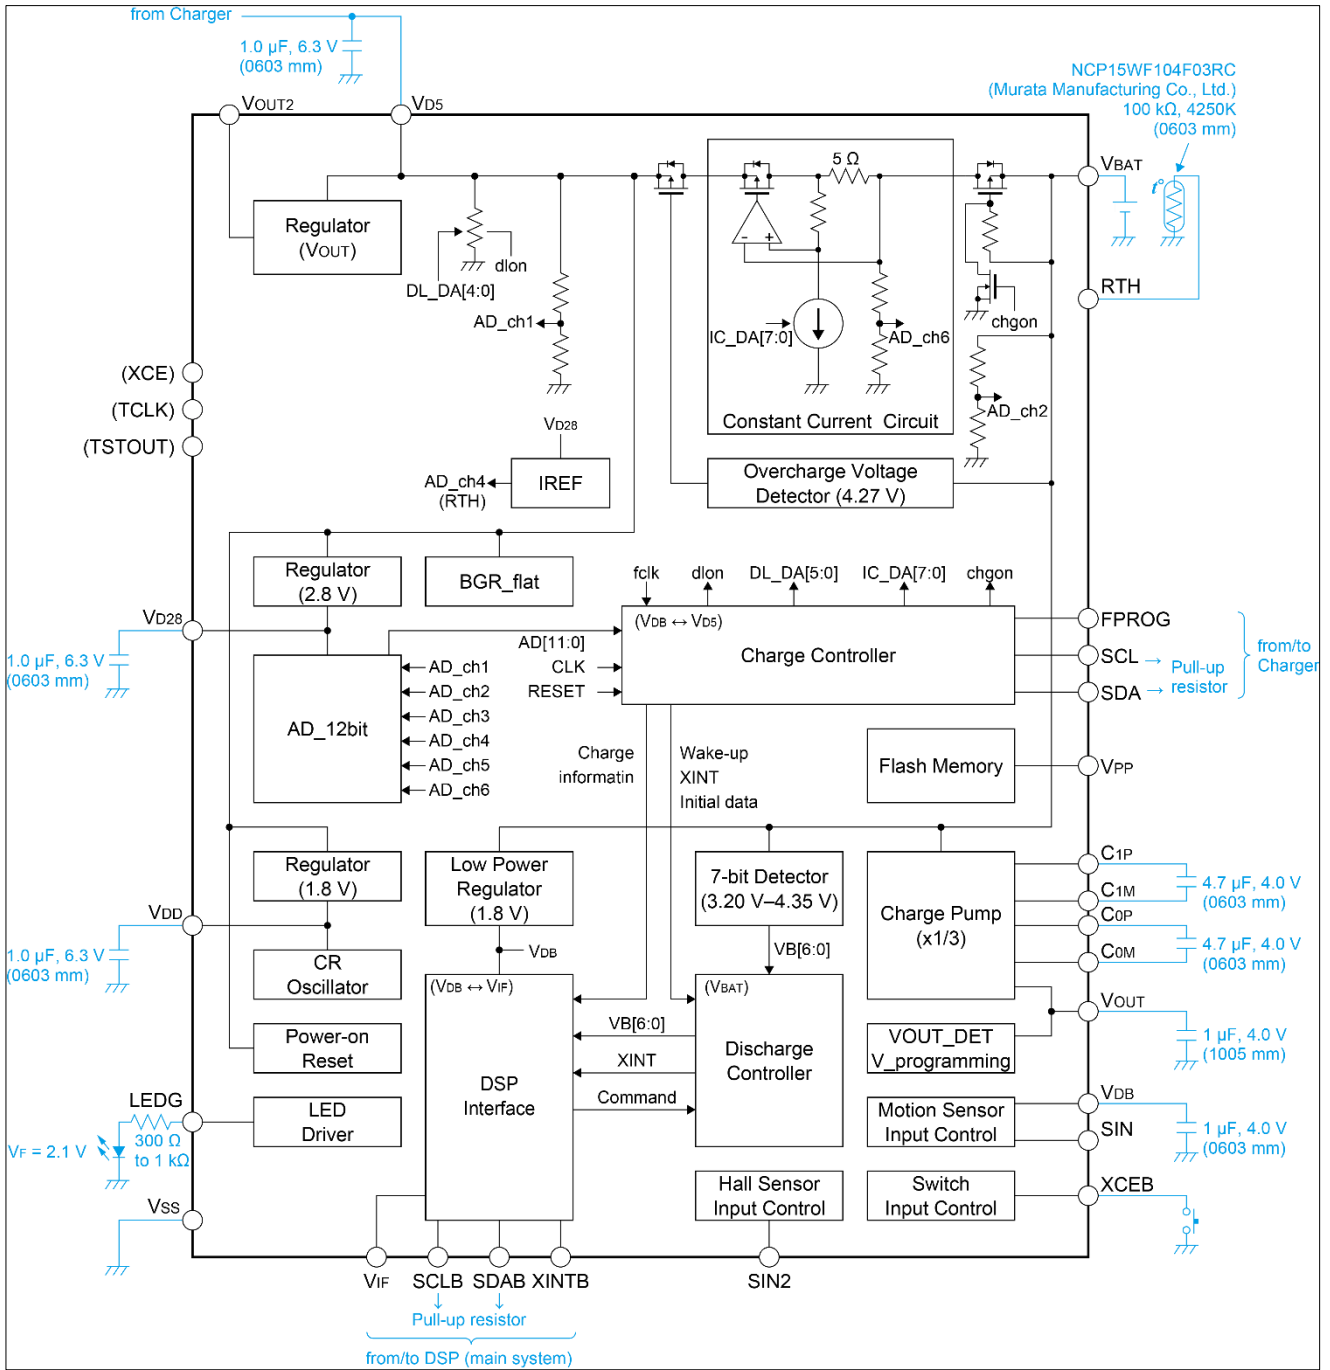 from Charger
1.0 µF, 6.3 V
(0603 mm)
NCP15WF104F03RC
(Murata Manufacturing Co., Ltd.)
100 kΩ, 4250K
(0603 mm)
VOUT2
VD5
5 Ω
VBAT
t°
Regulator
(VOUT)
DL_DA[4:0]
dlon
- +
RTH
AD_ch1
IC_DA[7:0]
AD_ch6
chgon
(XCE)
(TCLK)
(TSTOUT)
AD_ch2
Constant Current Circuit
VD28
AD_ch4
(RTH)
IREF
Overcharge Voltage
Detector (4.27 V)
Regulator
(2.8 V)
BGR_flat
fclk
dlon
DL_DA[5:0]
IC_DA[7:0]
chgon
VD28
1.0 µF, 6.3 V
(0603 mm)
AD[11:0]
CLK
RESET
(VDB ↔ VD5)
Charge Controller
FPROG
SCL →
SDA →
Pull-up
resistor
from/to
Charger
AD_12bit
AD_ch1
AD_ch2
AD_ch3
AD_ch4
AD_ch5
AD_ch6
Charge
informatin
Wake-up
XINT
Initial data
Flash Memory
VPP
Regulator
(1.8 V)
Low Power
Regulator
(1.8 V)
7-bit Detector
(3.20 V–4.35 V)
Charge Pump
(x1/3)
C1P
C1M
4.7 µF, 4.0 V
(0603 mm)
C0P
C0M
4.7 µF, 4.0 V
(0603 mm)
VDD
1.0 µF, 6.3 V
(0603 mm)
VDB
VB[6:0]
CR
Oscillator
(VDB ↔ VIF)
(VBAT)
VOUT
1 µF, 4.0 V
(1005 mm)
Power-on
Reset
VB[6:0]
XINT
Command
DSP
Interface
Discharge
Controller
VOUT_DET
V_programming
LEDG
300 Ω
to 1 kΩ
VF = 2.1 V
LED
Driver
Motion Sensor
Input Control
VDB
SIN
1 µF, 4.0 V
(0603 mm)
VSS
Hall Sensor
Input Control
Switch
Input Control
XCEB
VIF
SCLB
SDAB
XINTB
SIN2
Pull-up resistor
from/to DSP (main system)